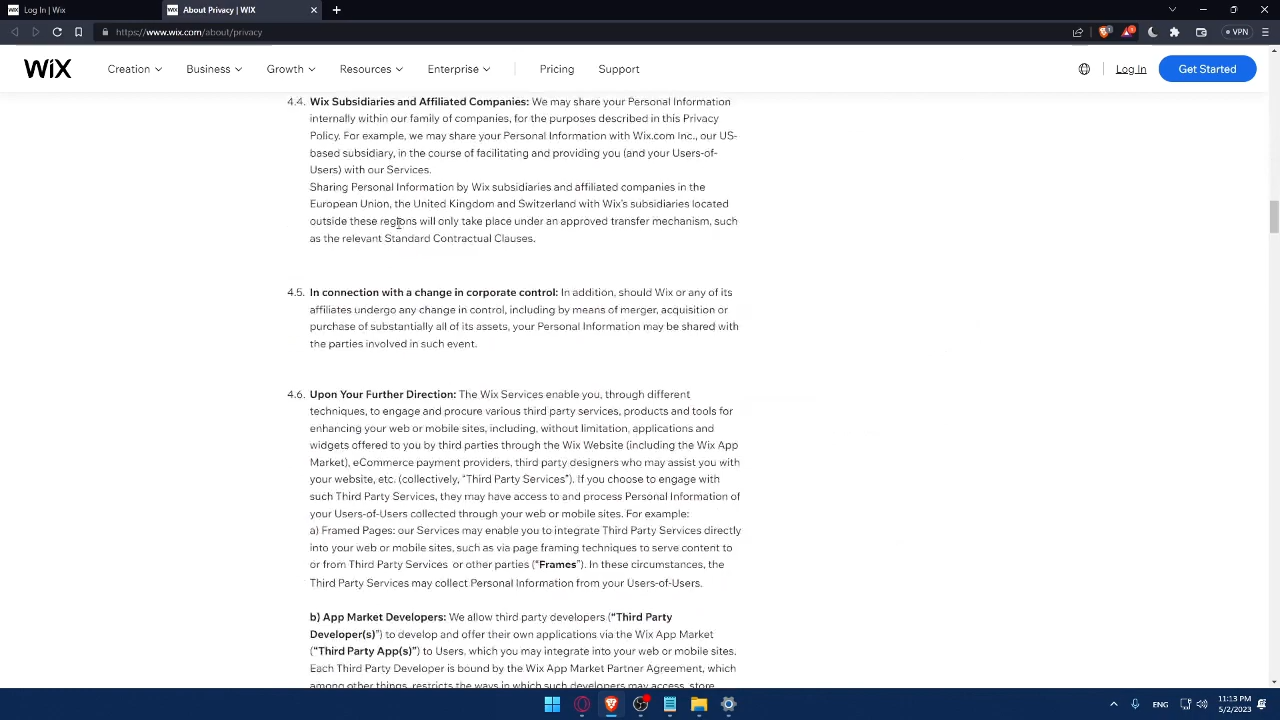 Log In | Wix
About Privacy | WIX
https://www.wix.com/about/privacy
VPN
WiX
Creation
Business
Growth
Resources
Enterprise
Pricing
Support
Log In
Get Started
4.4. Wix Subsidiaries and Affiliated Companies: We may share your Personal Information
internally within our family of companies, for the purposes described in this Privacy
Policy. For example, we may share your Personal Information with Wix.com Inc., our US-
based subsidiary, in the course of facilitating and providing you (and your Users-of-
Users) with our Services.
Sharing Personal Information by Wix subsidiaries and affiliated companies in the
European Union, the United Kingdom and Switzerland with Wix's subsidiaries located
outside these regions will only take place under an approved transfer mechanism, such
as the relevant Standard Contractual Clauses.
4.5. In connection with a change in corporate control: In addition, should Wix or any of its
affiliates undergo any change in control, including by means of merger, acquisition or
purchase of substantially all of its assets, your Personal Information may be shared with
the parties involved in such event.
4.6. Upon Your Further Direction: The Wix Services enable you, through different
techniques, to engage and procure various third party services, products and tools for
enhancing your web or mobile sites, including, without limitation, applications and
widgets offered to you by third parties through the Wix Website (including the Wix App
Market), eCommerce payment providers, third party designers who may assist you with
your website, etc. (collectively, “Third Party Services”). If you choose to engage with
such Third Party Services, they may have access to and process Personal Information of
your Users-of-Users collected through your web or mobile sites. For example:
a) Framed Pages: our Services may enable you to integrate Third Party Services directly
into your web or mobile sites, such as via page framing techniques to serve content to
or from Third Party Services or other parties (“Frames”). In these circumstances, the
Third Party Services may collect Personal Information from your Users-of-Users.
b) App Market Developers: We allow third party developers (“Third Party
Developer(s)”) to develop and offer their own applications via the Wix App Market
(“Third Party App(s)”) to Users, which you may integrate into your web or mobile sites.
Each Third Party Developer is bound by the Wix App Market Partner Agreement, which
among other things, restricts the ways in which such developers may access, store
ENG
11:13 PM
5/2/2023